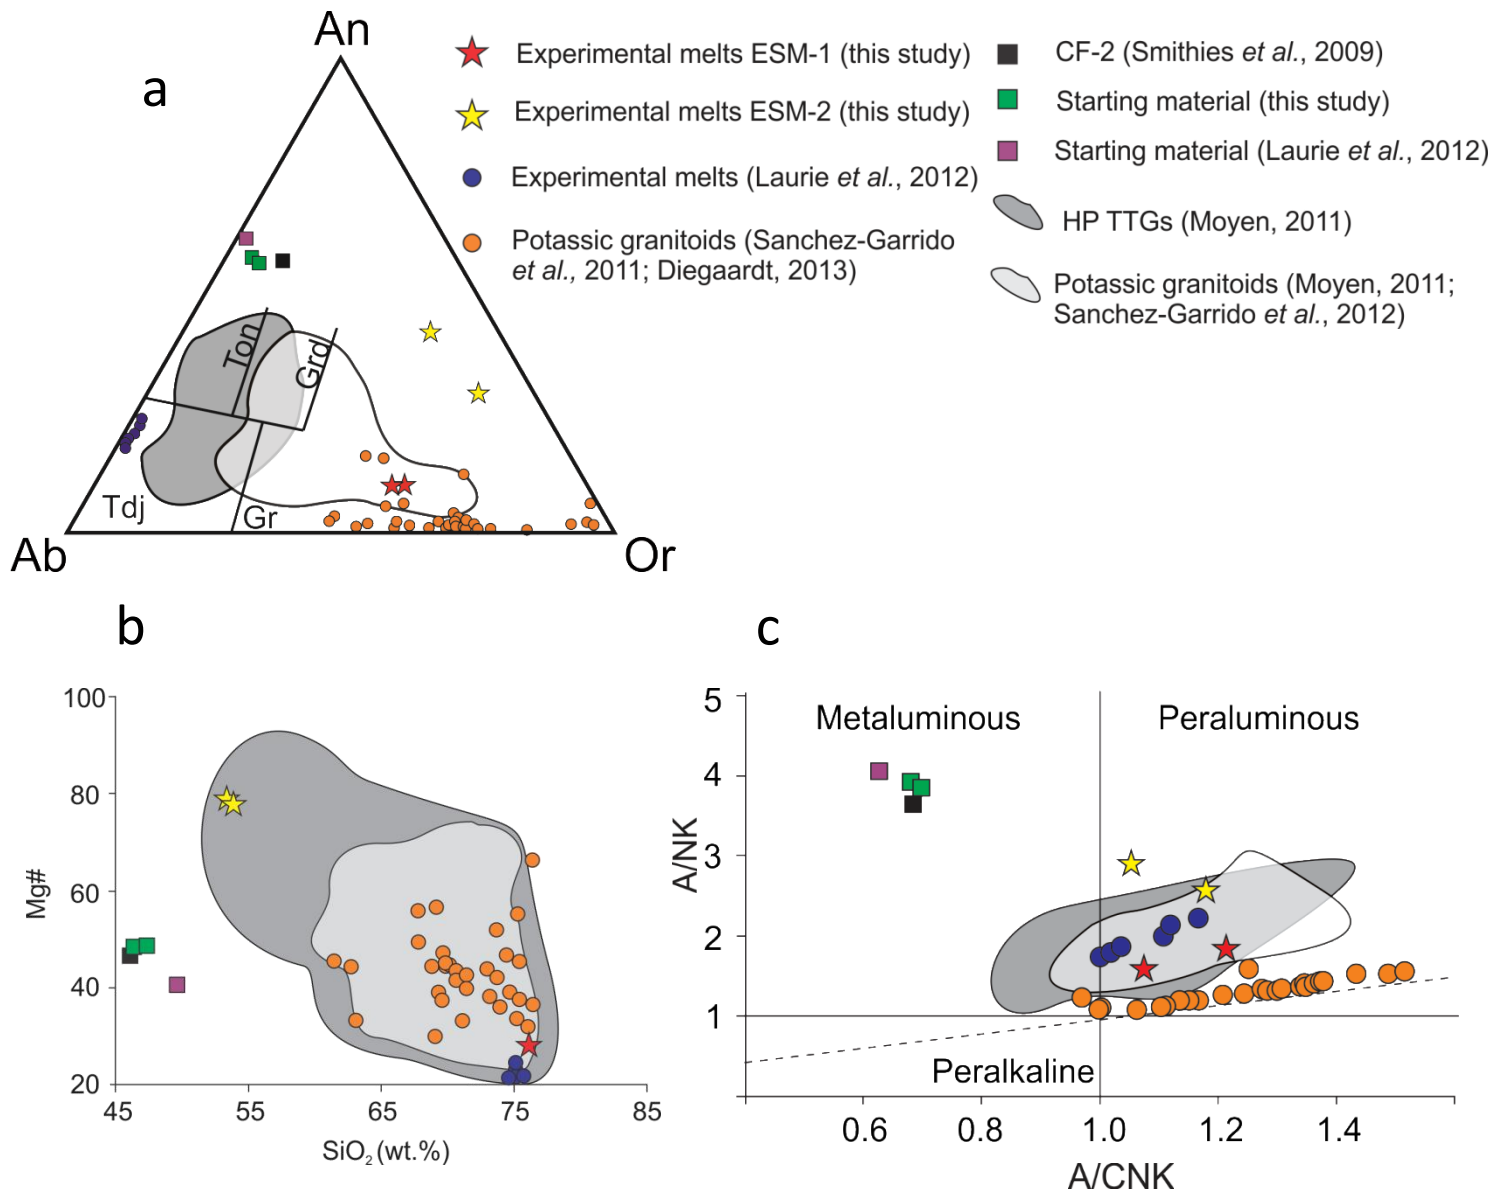 An
a
Experimental melts ESM-1 (this study)
Experimental melts ESM-2 (this study)
Experimental melts (Laurie et al., 2012)
Potassic granitoids (Sanchez-Garrido
et al., 2011; Diegaardt, 2013)
CF-2 (Smithies et al., 2009)
Starting material (this study)
Starting material (Laurie et al., 2012)
HP TTGs (Moyen, 2011)
Potassic granitoids (Moyen, 2011;
Sanchez-Garrido et al., 2012)
Ton
Grd
Tdj
Gr
Ab
Or
b
100
80
60
40
20
Mg#
45
55
65
75
85
SiO2 (wt.%)
c
5
4
3
2
1
A/NK
Metaluminous
Peraluminous
Peralkaline
0.6
0.8
1.0
1.2
1.4
A/CNK